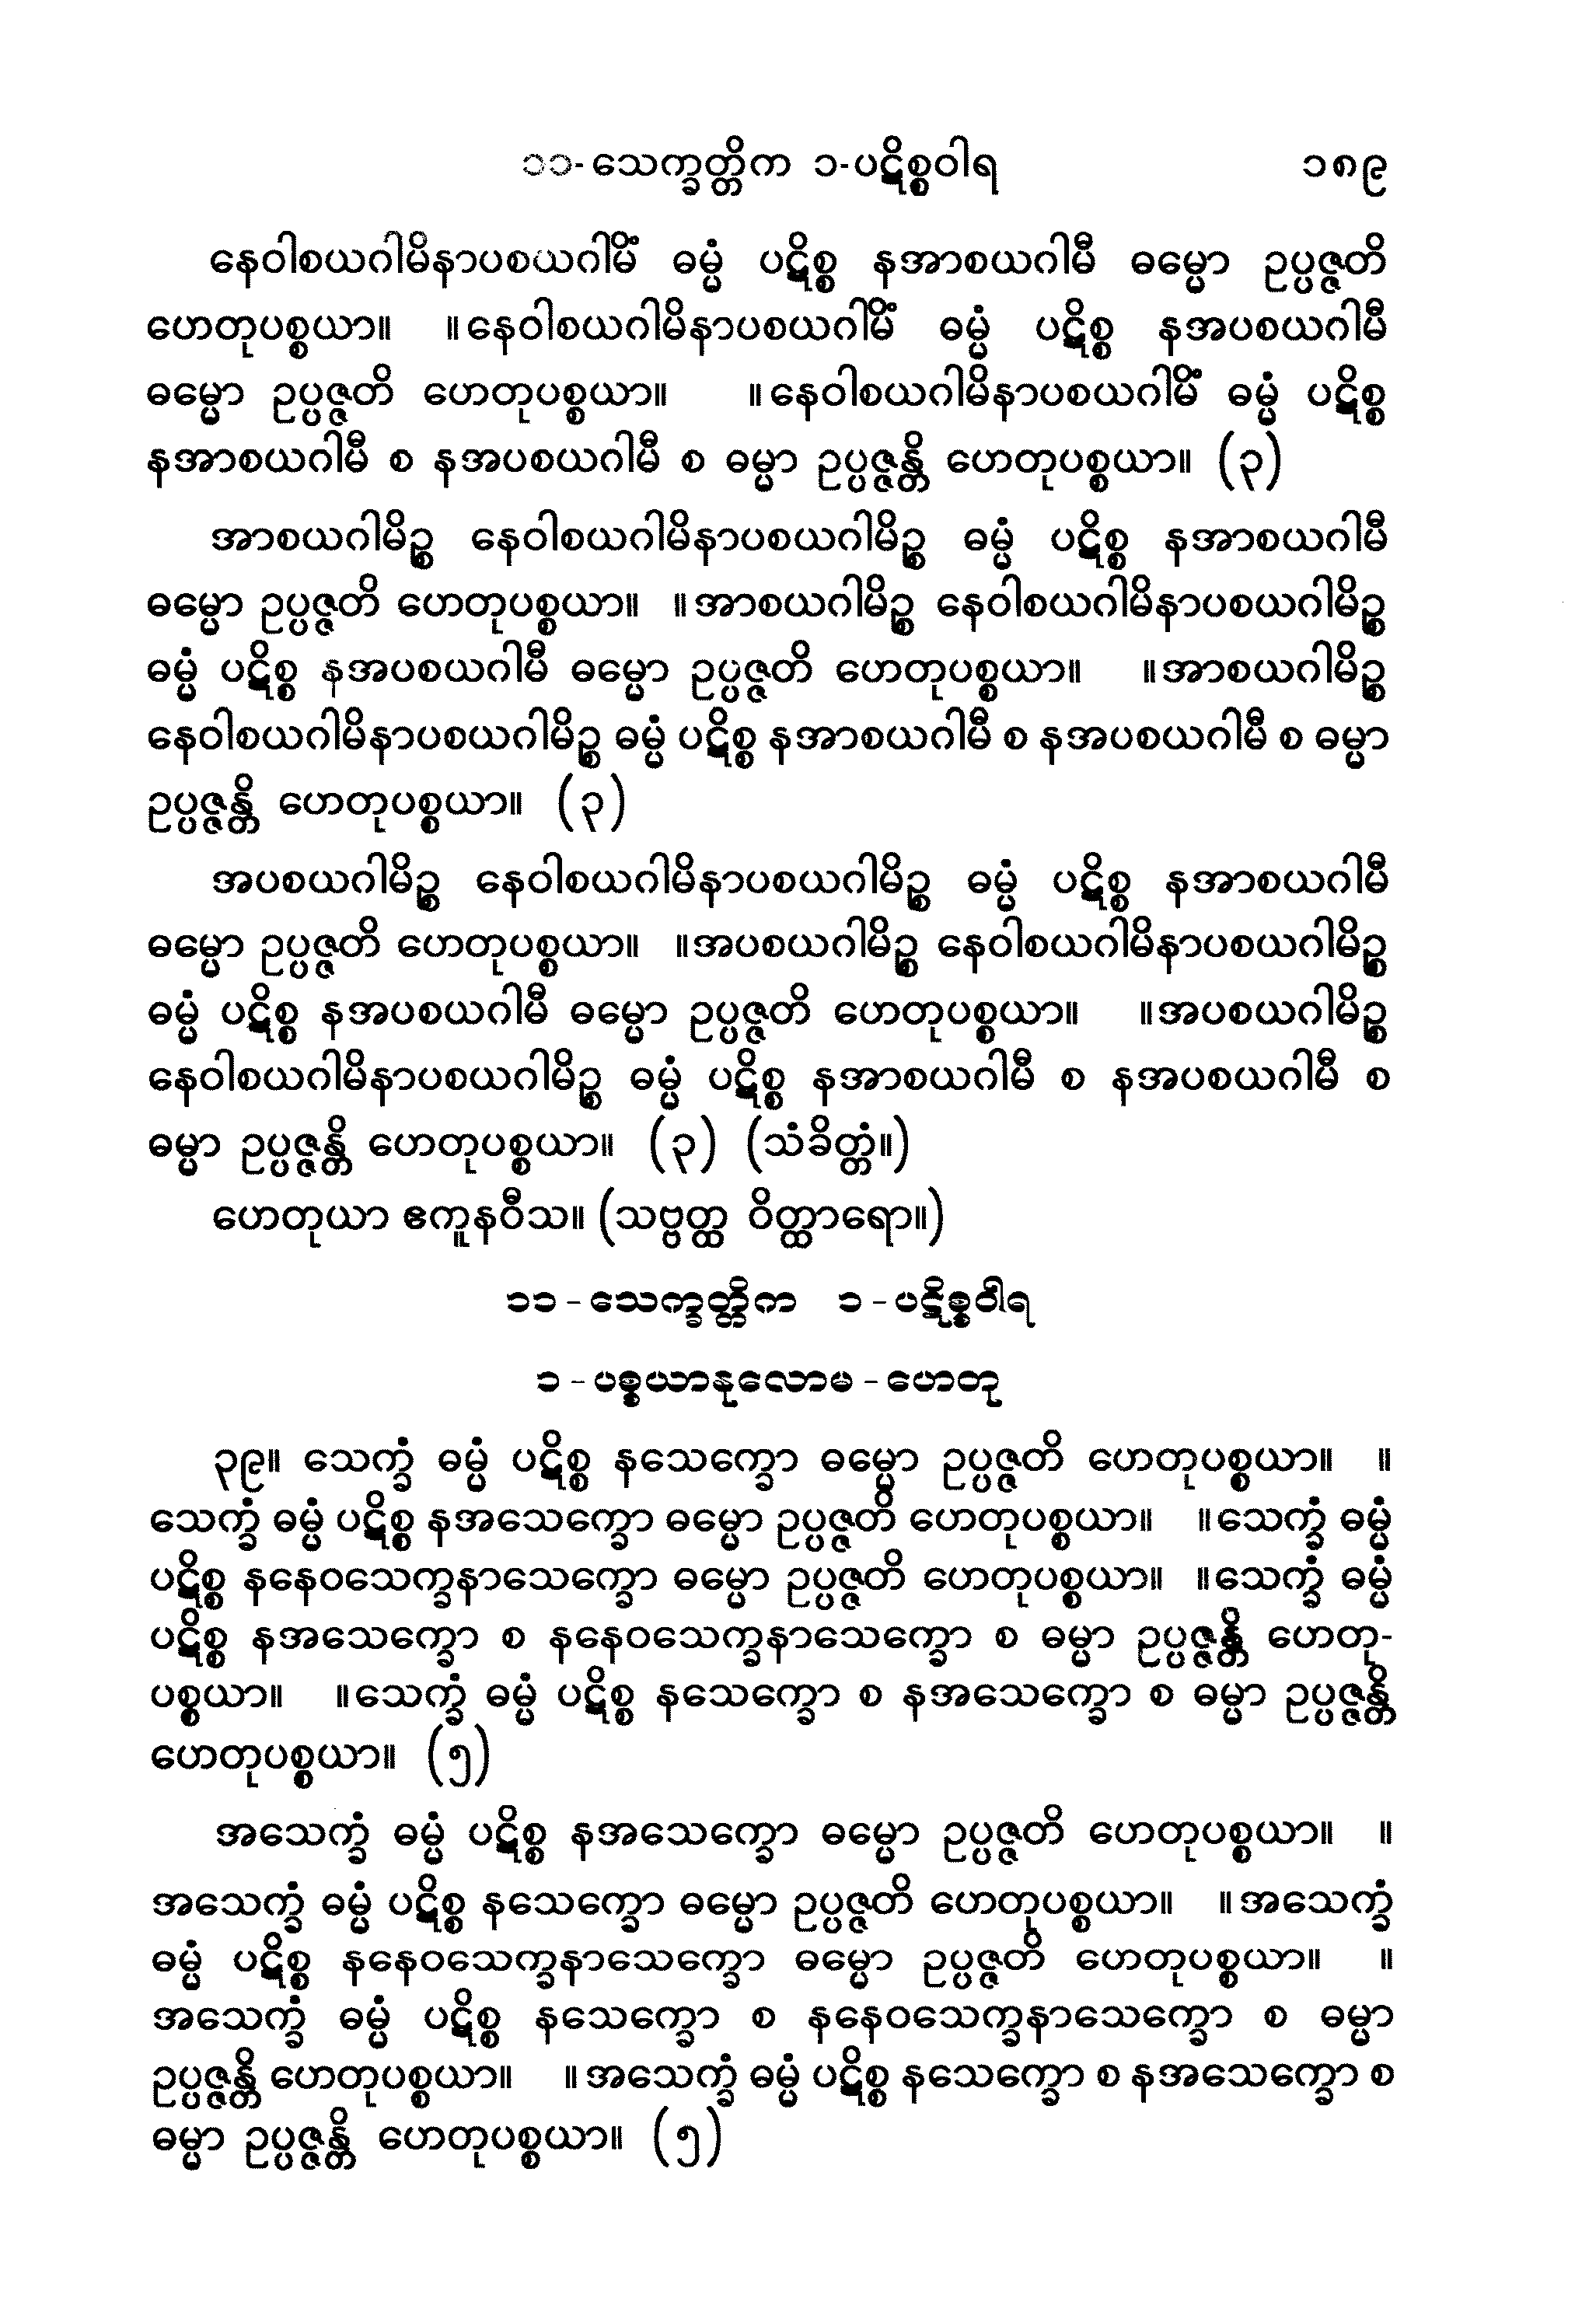 ၁၁-သေက္ခတ္တိက ၁-ပဋိစ္စဝါရ ၁၈၉
နေဝါစယဂါမိနာပစယဂါမိံ ဓမ္မံ ပဋိစ္စ နအာစယဂါမီ ဓမ္မော ဥပ္ပဇ္ဇတိ
ဟေတုပစ္စယာ။ ။နေဝါစယဂါမိနာပစယဂါမိံ ဓမ္မံ ပဋိစ္စ နအပစယဂါမီ
ဓမ္မော ဥပ္ပဇ္ဇတိ ဟေတုပစ္စယာ။ ။နေဝါစယဂါမိနာပစယဂါမိံ ဓမ္မံ ပဋိစ္စ
နအာစယဂါမီ စ နအပစယဂါမီ စ ဓမ္မာ ဥပ္ပဇ္ဇန္တိ ဟေတုပစ္စယာ။ (၃)
အာစယဂါမိဉ္စ နေဝါစယဂါမိနာပစယဂါမိဉ္စ ဓမ္မံ ပဋိစ္စ နအာစယဂါမီ
ဓမ္မော ဥပ္ပဇ္ဇတိ ဟေတုပစ္စယာ။ ။အာစယဂါမိဉ္စ နေဝါစယဂါမိနာပစယဂါမိဉ္စ
ဓမ္မံ ပဋိစ္စ နအပစယဂါမီ ဓမ္မော ဥပ္ပဇ္ဇတိ ဟေတုပစ္စယာ။ ။အာစယဂါမိဉ္စ
နေဝါစယဂါမိနာပစယဂါမိဉ္စ ဓမ္မံ ပဋိစ္စ နအာစယဂါမီ စ နအပစယဂါမီ စ ဓမ္မာ
ဥပ္ပဇ္ဇန္တိ ဟေတုပစ္စယာ။ (၃)
အပစယဂါမိဉ္စ နေဝါစယဂါမိနာပစယဂါမိဉ္စ ဓမ္မံ ပဋိစ္စ နအာစယဂါမီ
ဓမ္မော ဥပ္ပဇ္ဇတိ ဟေတုပစ္စယာ။ ။အပစယဂါမိဉ္စ နေဝါစယဂါမိနာပစယဂါမိဉ္စ
ဓမ္မံ ပဋိစ္စ နအပစယဂါမီ ဓမ္မော ဥပ္ပဇ္ဇတိ ဟေတုပစ္စယာ။ ။အပစယဂါမိဉ္စ
နေဝါစယဂါမိနာပစယဂါမိဉ္စ ဓမ္မံ ပဋိစ္စ နအာစယဂါမီ စ နအပစယဂါမီ စ
ဓမ္မာ ဥပ္ပဇ္ဇန္တိ ဟေတုပစ္စယာ။ (၃) (သံခိတ္တံ။)
ဟေတုယာ ဧကူနဝီသ။ (သဗ္ဗတ္ထ ဝိတ္ထာရော။)
၁၁ - သေက္ခတ္တိက ၁ - ပဋိစ္စဝါရ
၁ - ပစ္စယာနုလောမ - ဟေတု
၃၉။ သေက္ခံ ဓမ္မံ ပဋိစ္စ နသေက္ခော ဓမ္မော ဥပ္ပဇ္ဇတိ ဟေတုပစ္စယာ။ ။
သေက္ခံ ဓမ္မံ ပဋိစ္စ နအသေက္ခော ဓမ္မော ဥပ္ပဇ္ဇတိ ဟေတုပစ္စယာ။ ။သေက္ခံ ဓမ္မံ
ပဋိစ္စ နနေဝသေက္ခနာသေက္ခော ဓမ္မော ဥပ္ပဇ္ဇတိ ဟေတုပစ္စယာ။ ။သေက္ခံ ဓမ္မံ
ပဋိစ္စ နအသေက္ခော စ နနေဝသေက္ခနာသေက္ခော စ ဓမ္မာ ဥပ္ပဇ္ဇန္တိ ဟေတု-
ပစ္စယာ။ ။သေက္ခံ ဓမ္မံ ပဋိစ္စ နသေက္ခော စ နအသေက္ခော စ ဓမ္မာ ဥပ္ပဇ္ဇန္တိ
ဟေတုပစ္စယာ။ (၅)
အသေက္ခံ ဓမ္မံ ပဋိစ္စ နအသေက္ခော ဓမ္မော ဥပ္ပဇ္ဇတိ ဟေတုပစ္စယာ။ ။
အသေက္ခံ ဓမ္မံ ပဋိစ္စ နသေက္ခော ဓမ္မော ဥပ္ပဇ္ဇတိ ဟေတုပစ္စယာ။ ။အသေက္ခံ
ဓမ္မံ ပဋိစ္စ နနေဝသေက္ခနာသေက္ခော ဓမ္မော ဥပ္ပဇ္ဇတိ ဟေတုပစ္စယာ။ ။
အသေက္ခံ ဓမ္မံ ပဋိစ္စ နသေက္ခော စ နနေဝသေက္ခနာသေက္ခော စ ဓမ္မာ
ဥပ္ပဇ္ဇန္တိ ဟေတုပစ္စယာ။ ။အသေက္ခံ ဓမ္မံ ပဋိစ္စ နသေက္ခော စ နအသေက္ခော စ
ဓမ္မာ ဥပ္ပဇ္ဇန္တိ ဟေတုပစ္စယာ။ (၅)